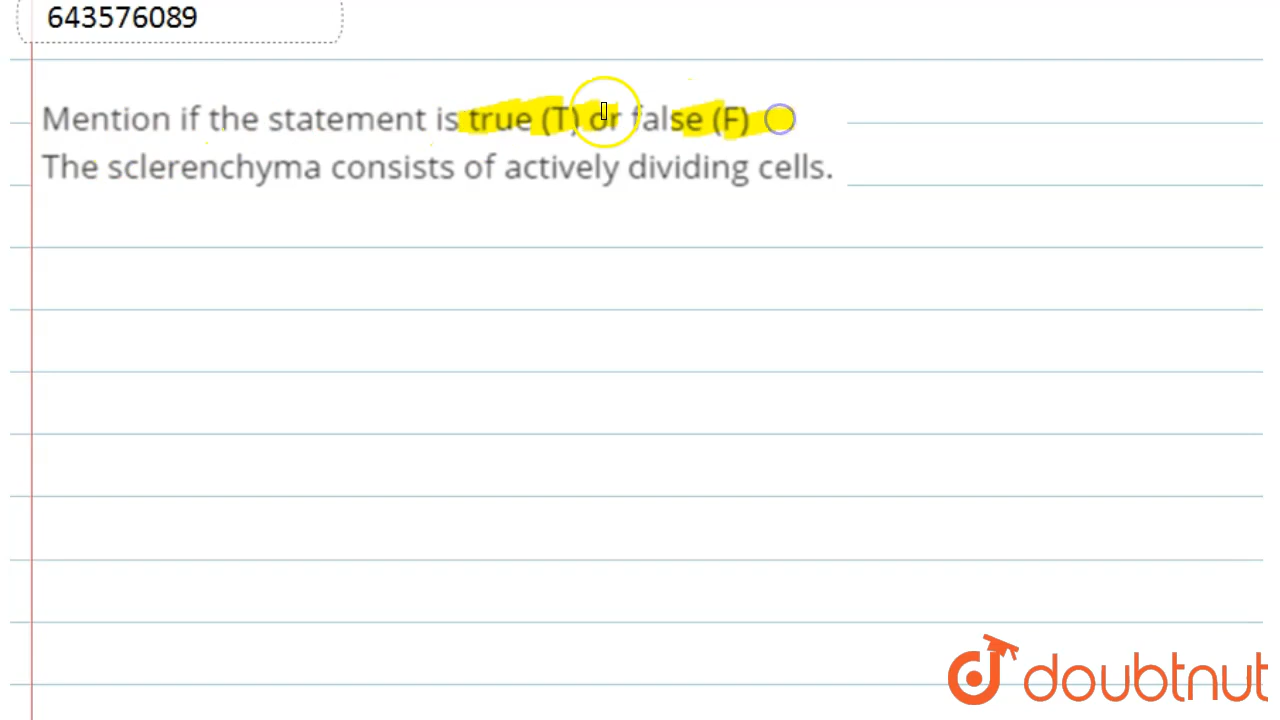 643576089
Mention if the statement is true (T) or false (F)
The sclerenchyma consists of actively dividing cells.
doubtnut